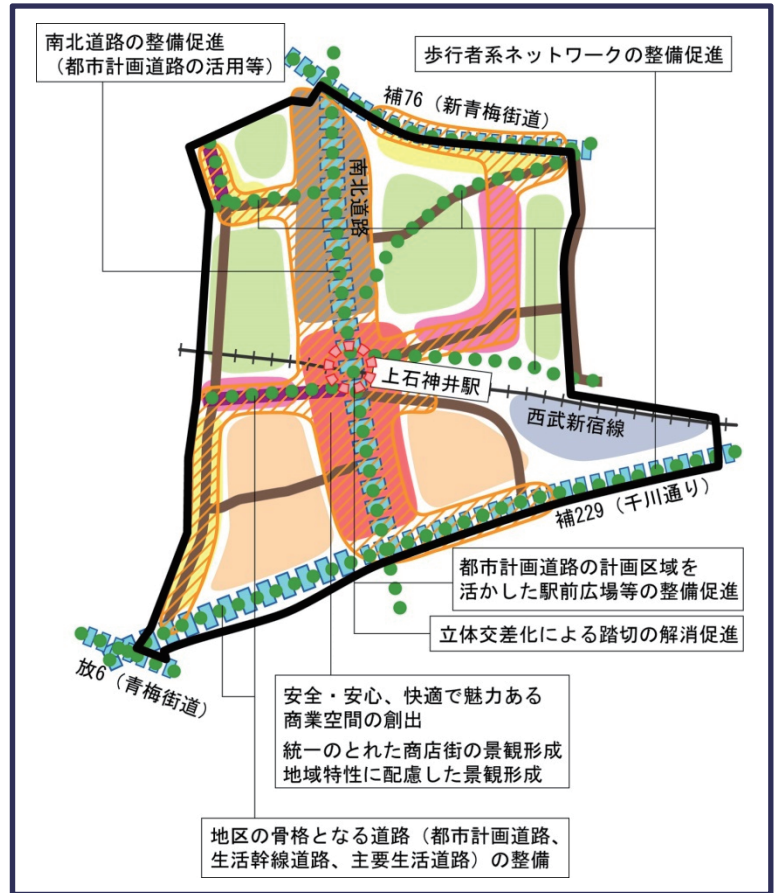 南北道路の整備促進
（都市計画道路の活用等）
歩行者系ネットワークの整備促進
補76（新青梅街道）
南北道路
上石神井駅
西武新宿線
補229（千川通り）
都市計画道路の計画区域を
活かした駅前広場等の整備促進
立体交差化による踏切の解消促進
放6（青梅街道）
安全・安心、快適で魅力ある
商業空間の創出
統一のとれた商店街の景観形成
地域特性に配慮した景観形成
地区の骨格となる道路（都市計画道路、
生活幹線道路、主要生活道路）の整備